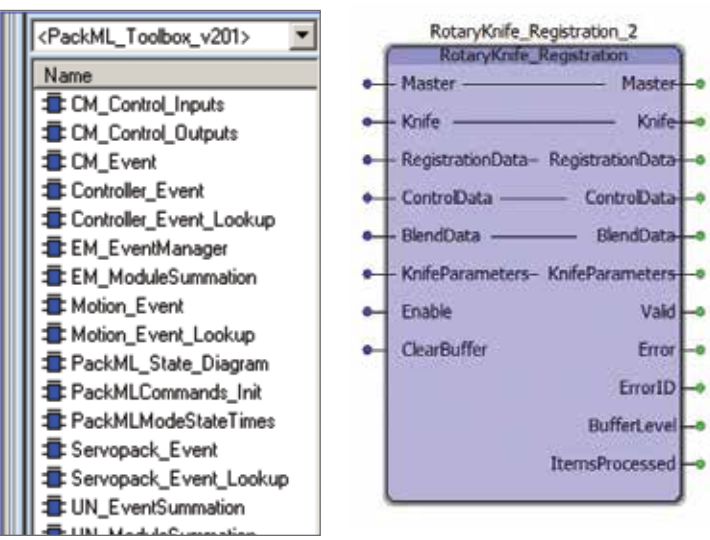 <PackML_Toolbox_v201>
Name
CM_Control_Inputs
CM_Control_Outputs
CM_Event
Controller_Event
Controller_Event_Lookup
EM_EventManager
EM_ModuleSummation
Motion_Event
Motion_Event_Lookup
PackML_State_Diagram
PackMLCommands_Init
PackMLModeStateTimes
Servopack_Event
Servopack_Event_Lookup
UN_EventSummation
UN_ModuleSummation
RotaryKnife_Registration_2
RotaryKnife_Registration
Master Master
Knife Knife
RegistrationData RegistrationData
ControlData ControlData
BlendData BlendData
KnifeParameters KnifeParameters
Enable Valid
ClearBuffer Error
ErrorID
BufferLevel
ItemsProcessed